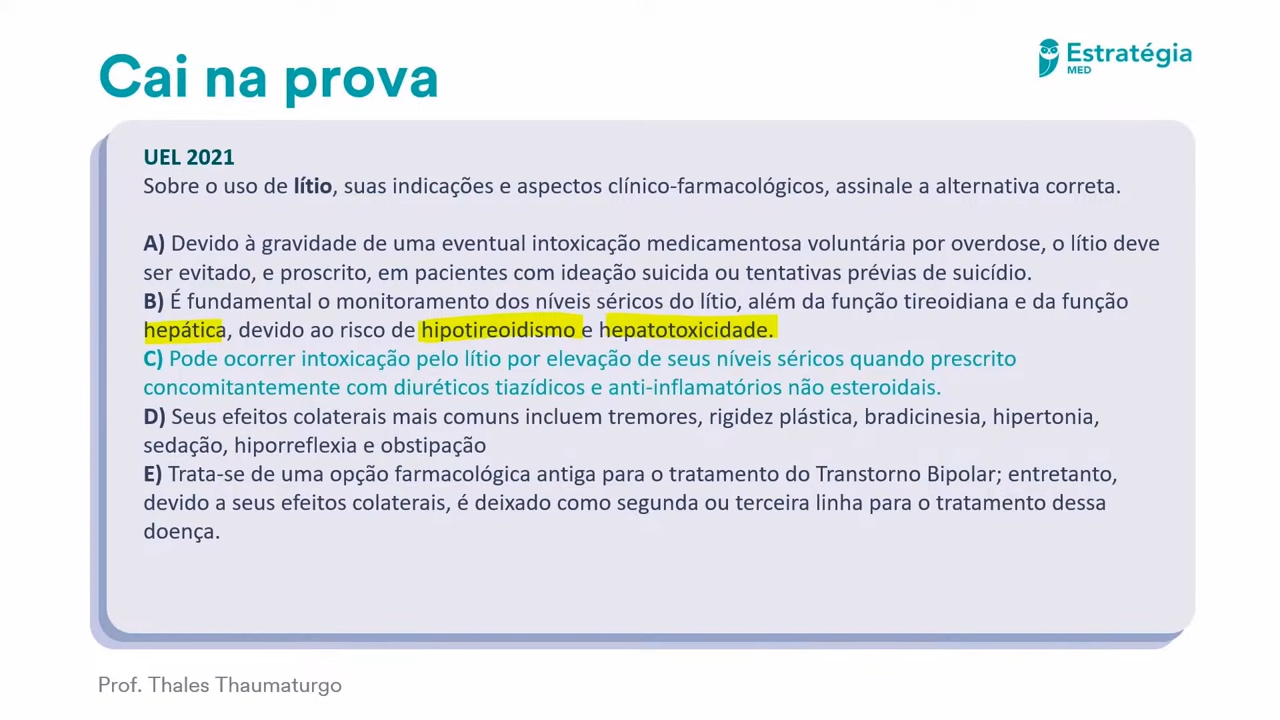 Cai na prova
Estratégia
MED
UEL 2021
Sobre o uso de lítio, suas indicações e aspectos clínico-farmacológicos, assinale a alternativa correta.
A) Devido à gravidade de uma eventual intoxicação medicamentosa voluntária por overdose, o lítio deve
ser evitado, e proscrito, em pacientes com ideação suicida ou tentativas prévias de suicídio.
B) É fundamental o monitoramento dos níveis séricos do lítio, além da função tireoidiana e da função
hepática, devido ao risco de hipotireoidismo e hepatotoxicidade.
C) Pode ocorrer intoxicação pelo lítio por elevação de seus níveis séricos quando prescrito
concomitantemente com diuréticos tiazídicos e anti-inflamatórios não esteroidais.
D) Seus efeitos colaterais mais comuns incluem tremores, rigidez plástica, bradicinesia, hipertonia,
sedação, hiporreflexia e obstipação
E) Trata-se de uma opção farmacológica antiga para o tratamento do Transtorno Bipolar; entretanto,
devido a seus efeitos colaterais, é deixado como segunda ou terceira linha para o tratamento dessa
doença.
Prof. Thales Thaumaturgo